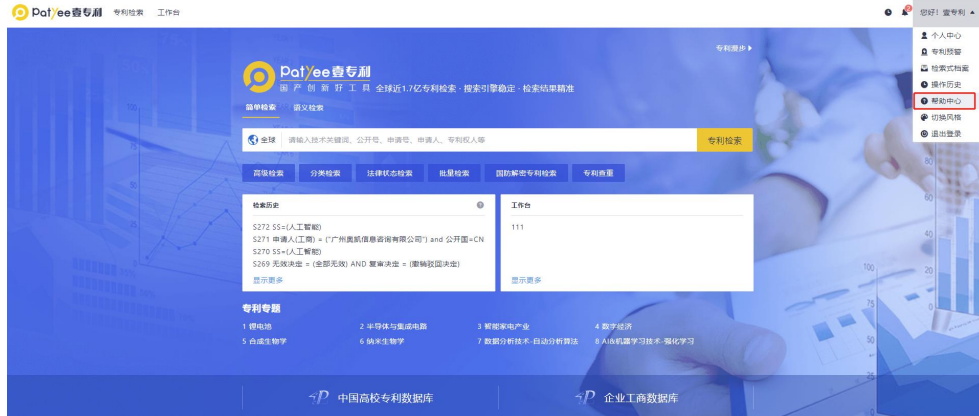 Patyee壹专利 专利检索 工作台 2 您好！壹专利 ▲
个人中心
专利预警
检索式档案
操作历史
帮助中心
切换风格
退出登录
专利漫步
Patyee壹专利
国产创新好工具 全球近1.7亿专利检索·搜索引擎稳定·检索结果精准
简单检索 语义检索
全球 请输入技术关键词、公开号、申请号、申请人、专利权人等 专利检索
高级检索 分类检索 法律状态检索 批量检索 国防解密专利检索 专利查重
检索历史
S272 SS=(人工智能)
S271 申请人(工商) = ("广州奥凯信息咨询有限公司") and 公开国=CN
S270 SS=(人工智能)
S269 无效决定 = (全部无效) AND 复审决定 = (撤销驳回决定)
显示更多
工作台
111
显示更多
专利专题
1 锂电池 2 半导体与集成电路 3 智能家电产业 4 数字经济
5 合成生物学 6 纳米生物学 7 数据分析技术-自动分析算法 8 AI&机器学习技术-强化学习
中国高校专利数据库 企业工商数据库